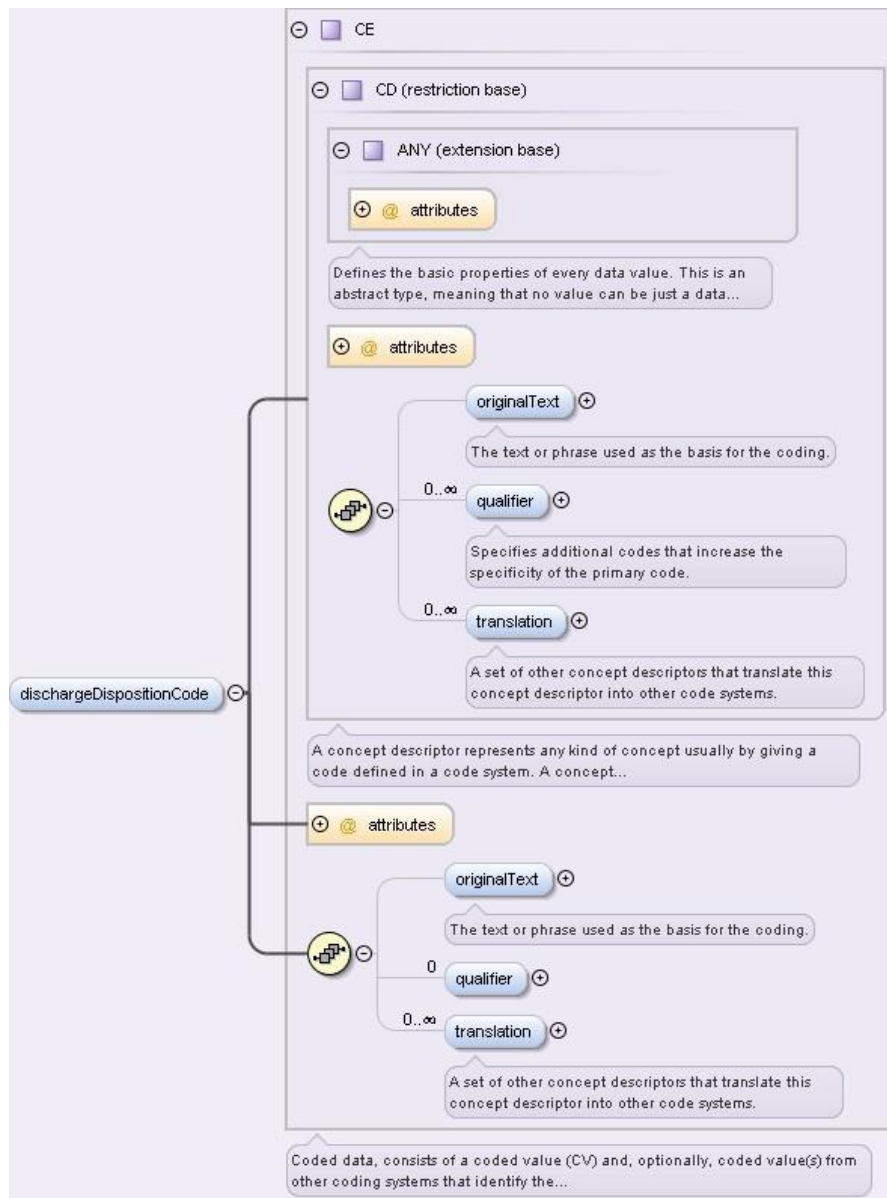 CE
CD (restriction base)
ANY (extension base)
@ attributes
Defines the basic properties of every data value. This is an
abstract type, meaning that no value can be just a data...
@ attributes
originalText
The text or phrase used as the basis for the coding.
0..∞
qualifier
Specifies additional codes that increase the
specificity of the primary code.
0..∞
translation
A set of other concept descriptors that translate this
concept descriptor into other code systems.
dischargeDispositionCode
A concept descriptor represents any kind of concept usually by giving a
code defined in a code system. A concept...
@ attributes
originalText
The text or phrase used as the basis for the coding.
0
qualifier
0..∞
translation
A set of other concept descriptors that translate this
concept descriptor into other code systems.
Coded data, consists of a coded value (CV) and, optionally, coded value(s) from
other coding systems that identify the...